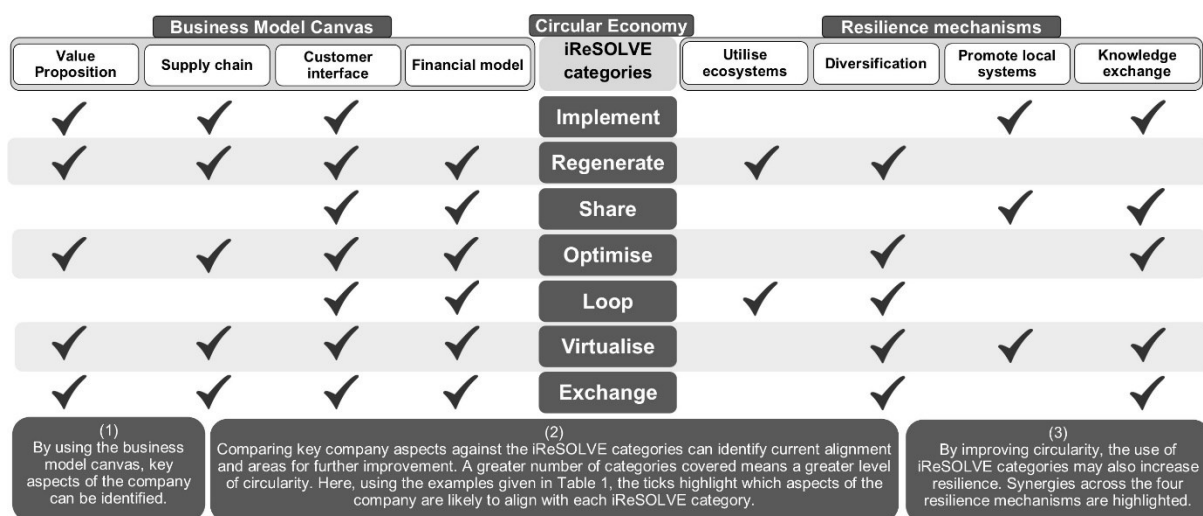 Business Model Canvas
Circular Economy
Resilience mechanisms
Value
Proposition
Supply chain
Customer
interface
Financial model
iReSOLVE
categories
Utilise
ecosystems
Diversification
Promote local
systems
Knowledge
exchange
Implement
Regenerate
Share
Optimise
Loop
Virtualise
Exchange
(1)
By using the business
model canvas, key
aspects of the company
can be identified.
(2)
Comparing key company aspects against the iReSOLVE categories can identify current alignment
and areas for further improvement. A greater number of categories covered means a greater level
of circularity. Here, using the examples given in Table 1, the ticks highlight which aspects of the
company are likely to align with each iReSOLVE category.
(3)
By improving circularity, the use of
iReSOLVE categories may also increase
resilience. Synergies across the four
resilience mechanisms are highlighted.